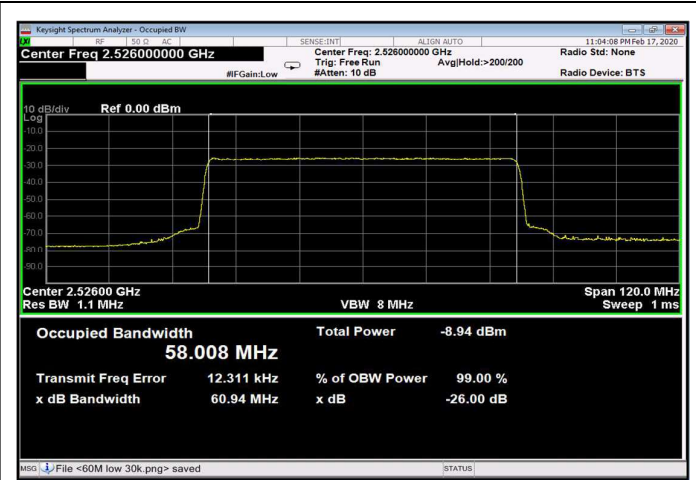 Keysight Spectrum Analyzer - Occupied BW
RF 50 Ω AC SENSE:INT ALIGN AUTO 11:04:08 PM Feb 17, 2020
Center Freq 2.526000000 GHz Center Freq: 2.526000000 GHz Radio Std: None
Trig: Free Run Avg|Hold:>200/200
#IFGain:Low #Atten: 10 dB Radio Device: BTS
10 dB/div Ref 0.00 dBm
Log
-10.0
-20.0
-30.0
-40.0
-50.0
-60.0
-70.0
-80.0
-90.0
Center 2.52600 GHz Span 120.0 MHz
Res BW 1.1 MHz VBW 8 MHz Sweep 1 ms
Occupied Bandwidth Total Power -8.94 dBm
58.008 MHz
Transmit Freq Error 12.311 kHz % of OBW Power 99.00 %
x dB Bandwidth 60.94 MHz x dB -26.00 dB
MSG File <60M low 30k.png> saved STATUS